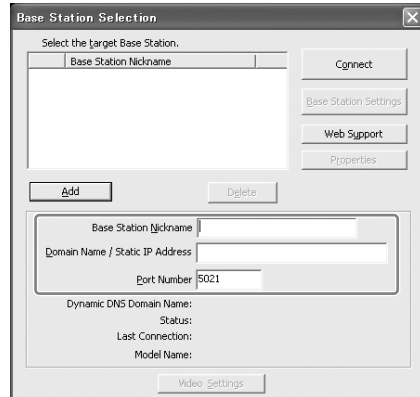 Base Station Selection
Select the target Base Station.
Base Station Nickname
Connect
Base Station Settings
Web Support
Properties
Add
Delete
Base Station Nickname
Domain Name / Static IP Address
Port Number 5021
Dynamic DNS Domain Name:
Status:
Last Connection:
Model Name:
Video Settings